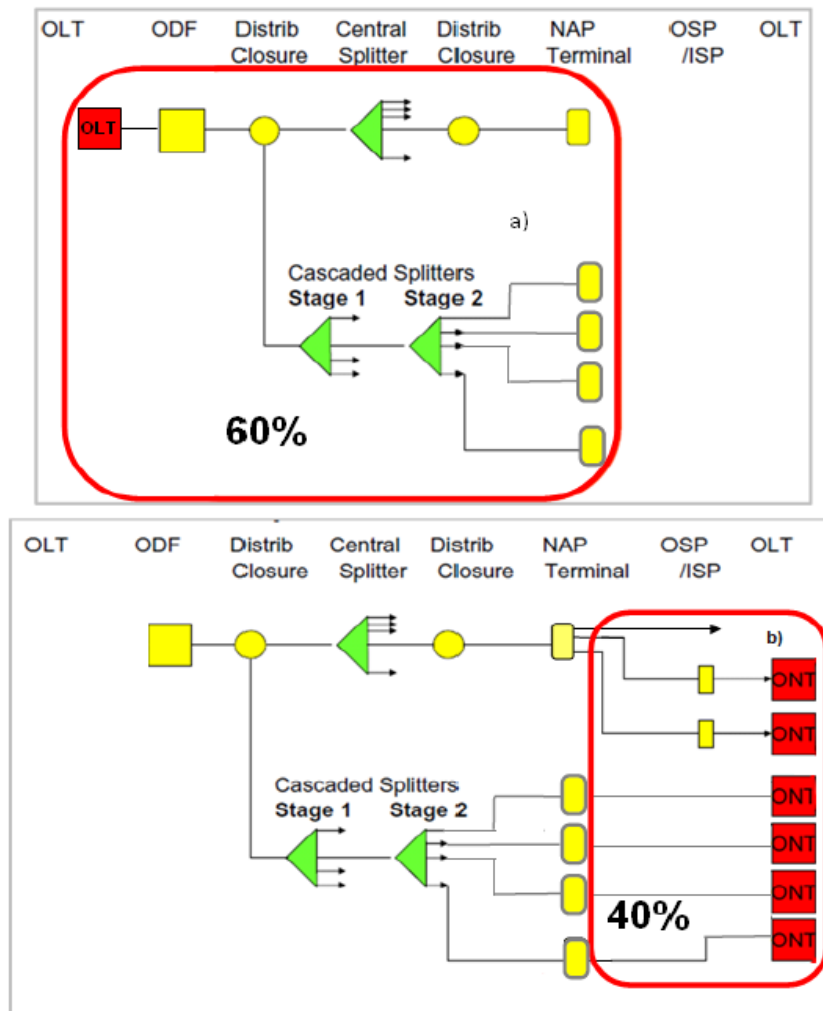 OLT ODF Distrib Central Distrib NAP OSP OLT
Closure Splitter Closure Terminal /ISP
OLT
a)
Cascaded Splitters
Stage 1 Stage 2
60%
OLT ODF Distrib Central Distrib NAP OSP OLT
Closure Splitter Closure Terminal /ISP
b)
ONT
ONT
Cascaded Splitters
Stage 1 Stage 2
ONT
ONT
ONT
40%
ONT